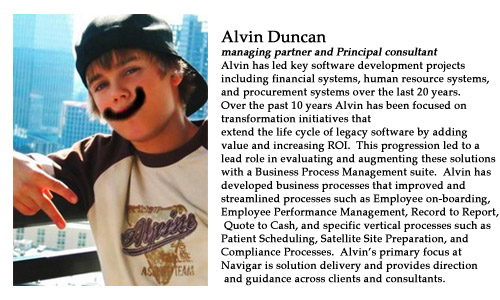 Alvin Duncan
managing partner and Principal consultant
Alvin has led key software development projects
including financial systems, human resource systems,
and procurement systems over the last 20 years.
Over the past 10 years Alvin has been focused on
transformation initiatives that
extend the life cycle of legacy software by adding
value and increasing ROI.  This progression led to a
lead role in evaluating and augmenting these solutions
with a Business Process Management suite.  Alvin has
developed business processes that improved and
streamlined processes such as Employee on-boarding,
Employee Performance Management, Record to Report,
Quote to Cash, and specific vertical processes such as
Patient Scheduling, Satellite Site Preparation, and
Compliance Processes.  Alvin's primary focus at
Navigar is solution delivery and provides direction
and guidance across clients and consultants.